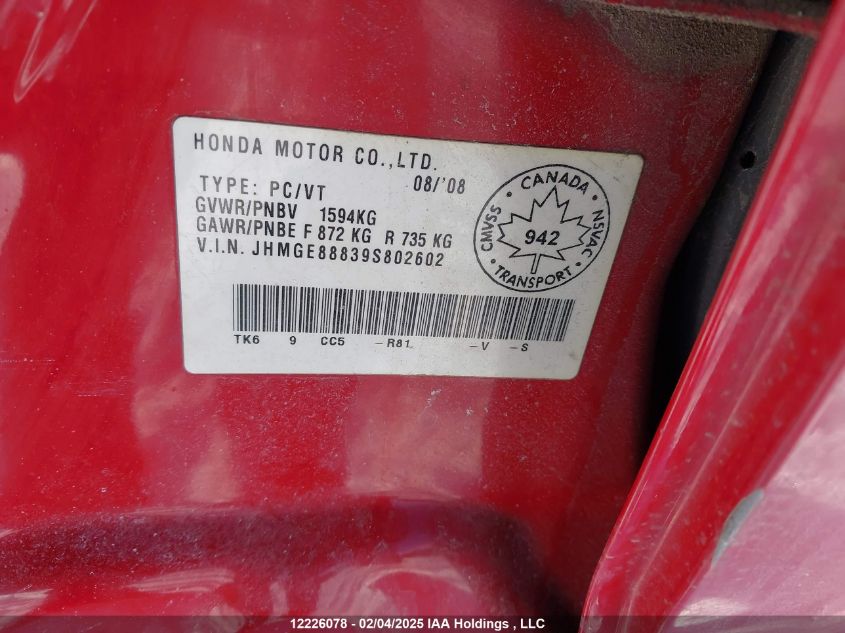 HONDA MOTOR CO.,LTD.
08/'08
TYPE: PC/VT
GVWR/PNBV 1594KG
GAWR/PNBE F 872 KG R 735 KG
V.I.N. JHMGE88839S802602
CANADA
CMVSS
NSVAC
942
TRANSPORT
TK6 9 CC5 -R81 -V -S
12226078 - 02/04/2025 IAA Holdings , LLC